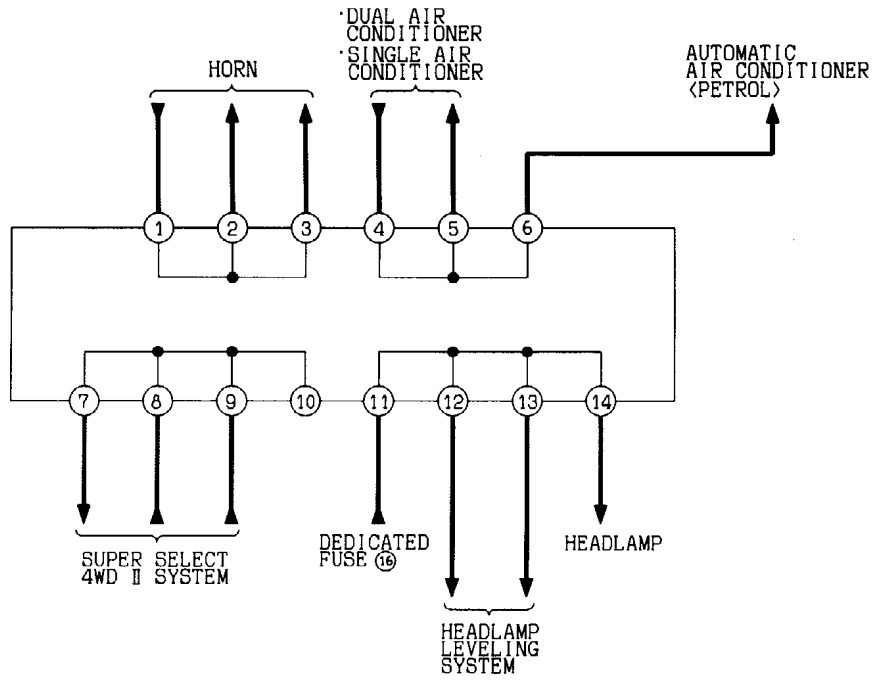 ·DUAL AIR
CONDITIONER
·SINGLE AIR
CONDITIONER
HORN
AUTOMATIC
AIR CONDITIONER
<PETROL>
1
2
3
4
5
6
7
8
9
10
11
12
13
14
SUPER SELECT
4WD Ⅱ SYSTEM
DEDICATED
FUSE ⑯
HEADLAMP
HEADLAMP
LEVELING
SYSTEM